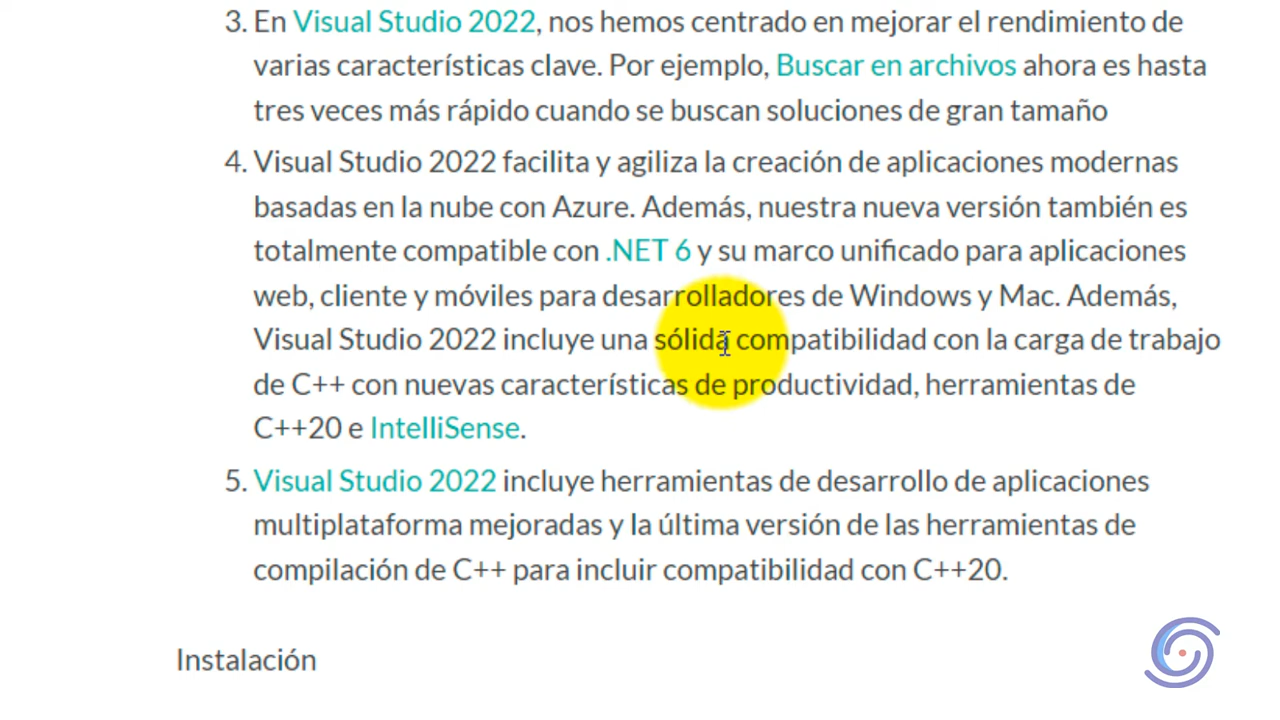 3. En Visual Studio 2022, nos hemos centrado en mejorar el rendimiento de
varias características clave. Por ejemplo, Buscar en archivos ahora es hasta
tres veces más rápido cuando se buscan soluciones de gran tamaño
4. Visual Studio 2022 facilita y agiliza la creación de aplicaciones modernas
basadas en la nube con Azure. Además, nuestra nueva versión también es
totalmente compatible con .NET 6 y su marco unificado para aplicaciones
web, cliente y móviles para desarrolladores de Windows y Mac. Además,
Visual Studio 2022 incluye una sólida compatibilidad con la carga de trabajo
de C++ con nuevas características de productividad, herramientas de
C++20 e IntelliSense.
5. Visual Studio 2022 incluye herramientas de desarrollo de aplicaciones
multiplataforma mejoradas y la última versión de las herramientas de
compilación de C++ para incluir compatibilidad con C++20.
Instalación